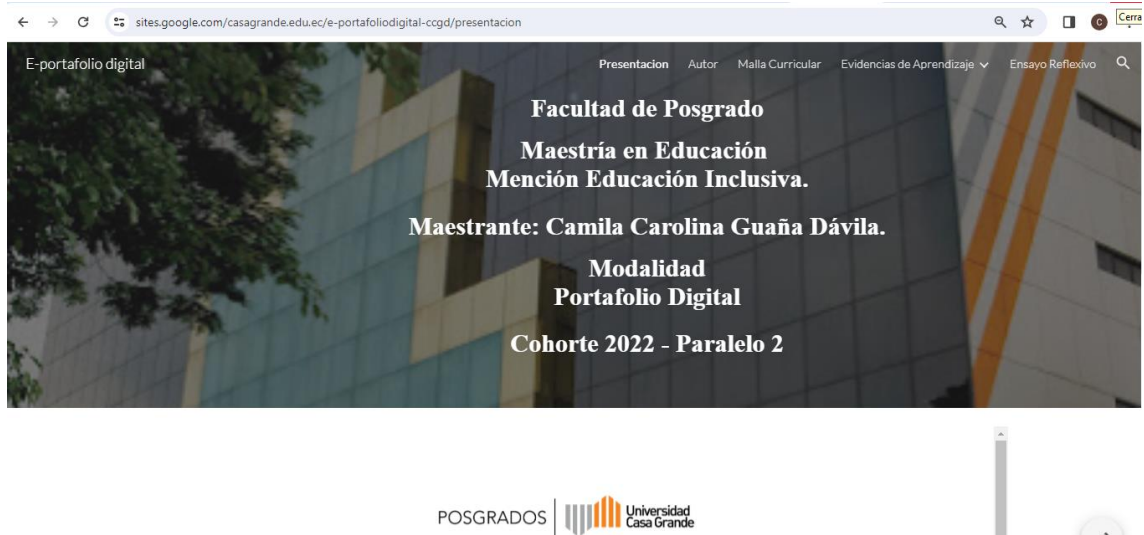 sites.google.com/casagrande.edu.ec/e-portafoliodigital-ccgd/presentacion
C
Cerra
E-portafolio digital
Presentacion Autor Malla Curricular Evidencias de Aprendizaje Ensayo Reflexivo
Facultad de Posgrado
Maestría en Educación
Mención Educación Inclusiva.
Maestrante: Camila Carolina Guaña Dávila.
Modalidad
Portafolio Digital
Cohorte 2022 - Paralelo 2
POSGRADOS
Universidad
Casa Grande